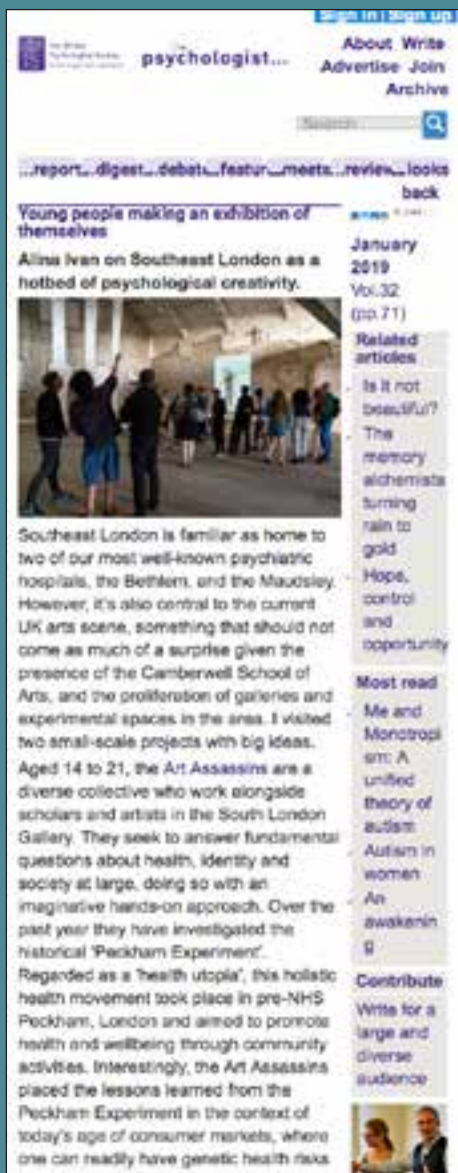 Sign in | Sign up
The British
Psychological Society
psychologist...
About Write
Advertise Join
Archive
Search
...report ...digest ...debate ...featur ...meets ...review ...looks
back
Young people making an exhibition of
themselves
Alina Ivan on Southeast London as a
hotbed of psychological creativity.
Southeast London is familiar as home to
two of our most well-known psychiatric
hospitals, the Bethlem, and the Maudsley.
However, it's also central to the current
UK arts scene, something that should not
come as much of a surprise given the
presence of the Camberwell School of
Arts, and the proliferation of galleries and
experimental spaces in the area. I visited
two small-scale projects with big ideas.
Aged 14 to 21, the Art Assassins are a
diverse collective who work alongside
scholars and artists in the South London
Gallery. They seek to answer fundamental
questions about health, identity and
society at large, doing so with an
imaginative hands-on approach. Over the
past year they have investigated the
historical 'Peckham Experiment'.
Regarded as a 'health utopia', this holistic
health movement took place in pre-NHS
Peckham, London and aimed to promote
health and wellbeing through community
activities. Interestingly, the Art Assassins
placed the lessons learned from the
Peckham Experiment in the context of
today's age of consumer markets, where
one can readily have genetic health risks
January
2019
Vol.32
(pp.71)
Related
articles
Is it not
beautiful?
The
memory
alchemists
turning
rain to
gold
Hope,
control
and
opportunity
Most read
Me and
Monotropi
sm: A
unified
theory of
autism
Autism in
women
An
awakenin
g
Contribute
Write for a
large and
diverse
audience